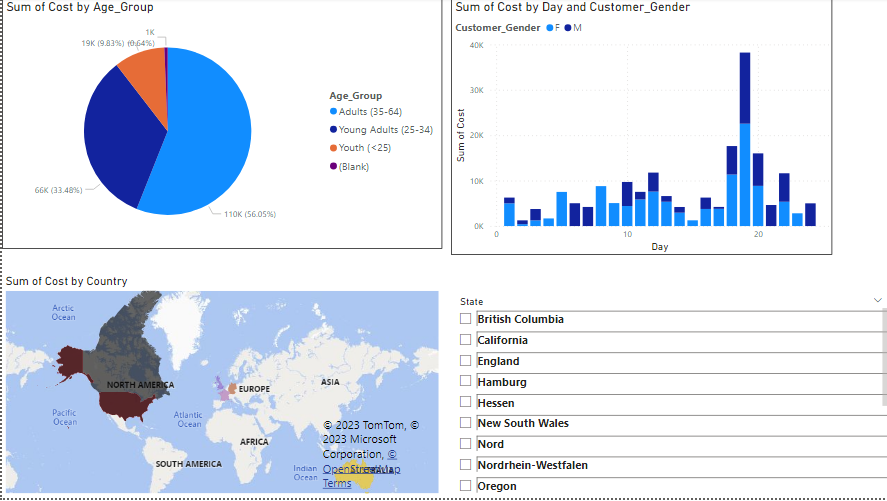 Sum of Cost by Age_Group
1K
19K (9.83%)
(0.64%)
66K (33.48%)
110K (56.05%)
Age_Group
Adults (35-64)
Young Adults (25-34)
Youth (<25)
(Blank)
Sum of Cost by Day and Customer_Gender
Customer_Gender F M
Sum of Cost
40K
30K
20K
10K
0K
0 10 20
Day
Sum of Cost by Country
Arctic
Ocean
NORTH AMERICA
EUROPE
ASIA
Pacific
Ocean
Atlantic
Ocean
AFRICA
SOUTH AMERICA
Indian
Ocean
© 2023 TomTom, ©
2023 Microsoft
Corporation, ©
OpenStreetMap
Terms
State
British Columbia
California
England
Hamburg
Hessen
New South Wales
Nord
Nordrhein-Westfalen
Oregon